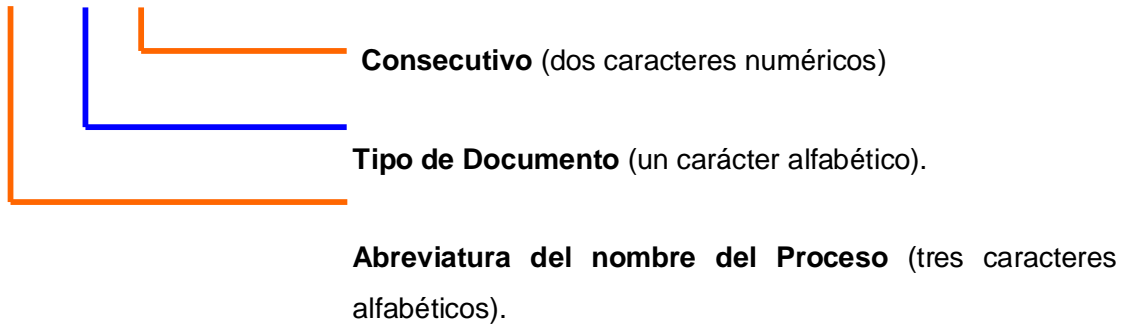 Consecutivo (dos caracteres numéricos)
Tipo de Documento (un carácter alfabético).
Abreviatura del nombre del Proceso (tres caracteres
alfabéticos).